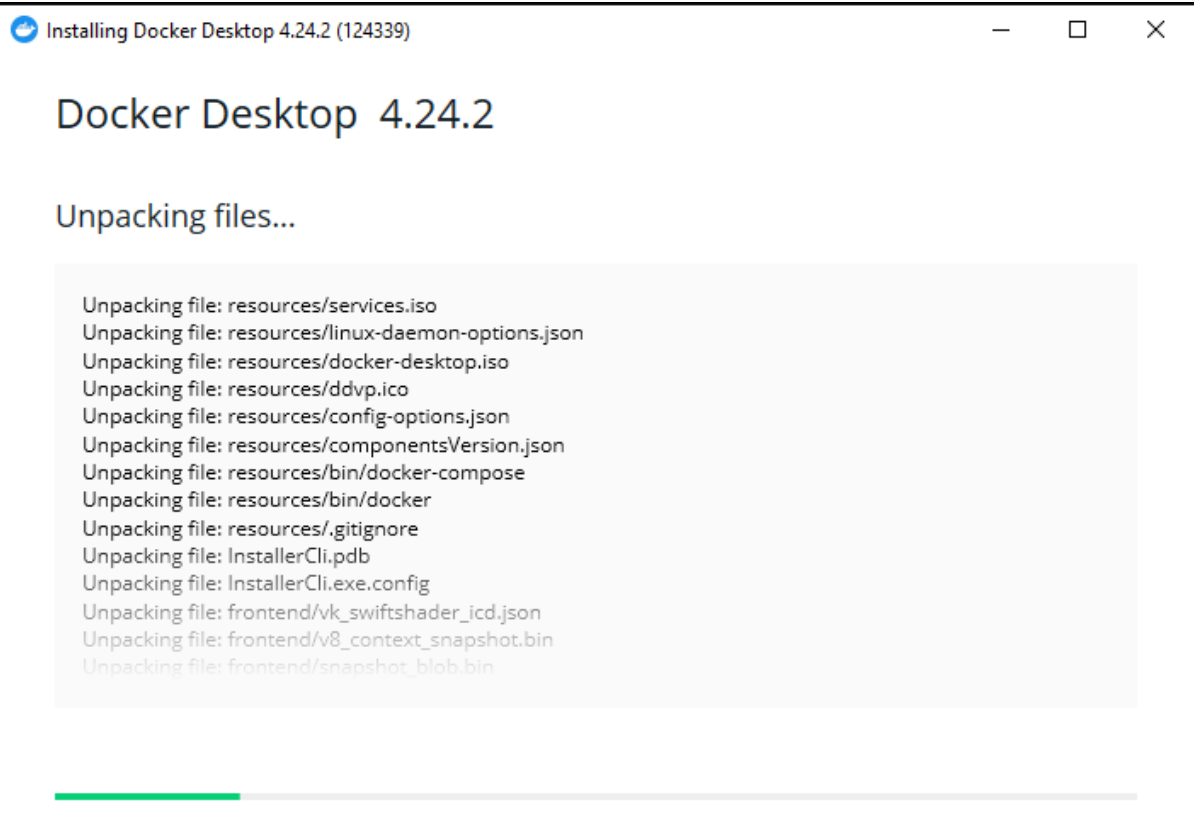 Installing Docker Desktop 4.24.2 (124339)
Docker Desktop 4.24.2
Unpacking files...
Unpacking file: resources/services.iso
Unpacking file: resources/linux-daemon-options.json
Unpacking file: resources/docker-desktop.iso
Unpacking file: resources/ddvp.ico
Unpacking file: resources/config-options.json
Unpacking file: resources/componentsVersion.json
Unpacking file: resources/bin/docker-compose
Unpacking file: resources/bin/docker
Unpacking file: resources/.gitignore
Unpacking file: InstallerCli.pdb
Unpacking file: InstallerCli.exe.config
Unpacking file: frontend/vk_swiftshader_icd.json
Unpacking file: frontend/v8_context_snapshot.bin
Unpacking file: frontend/snapshot_blob.bin